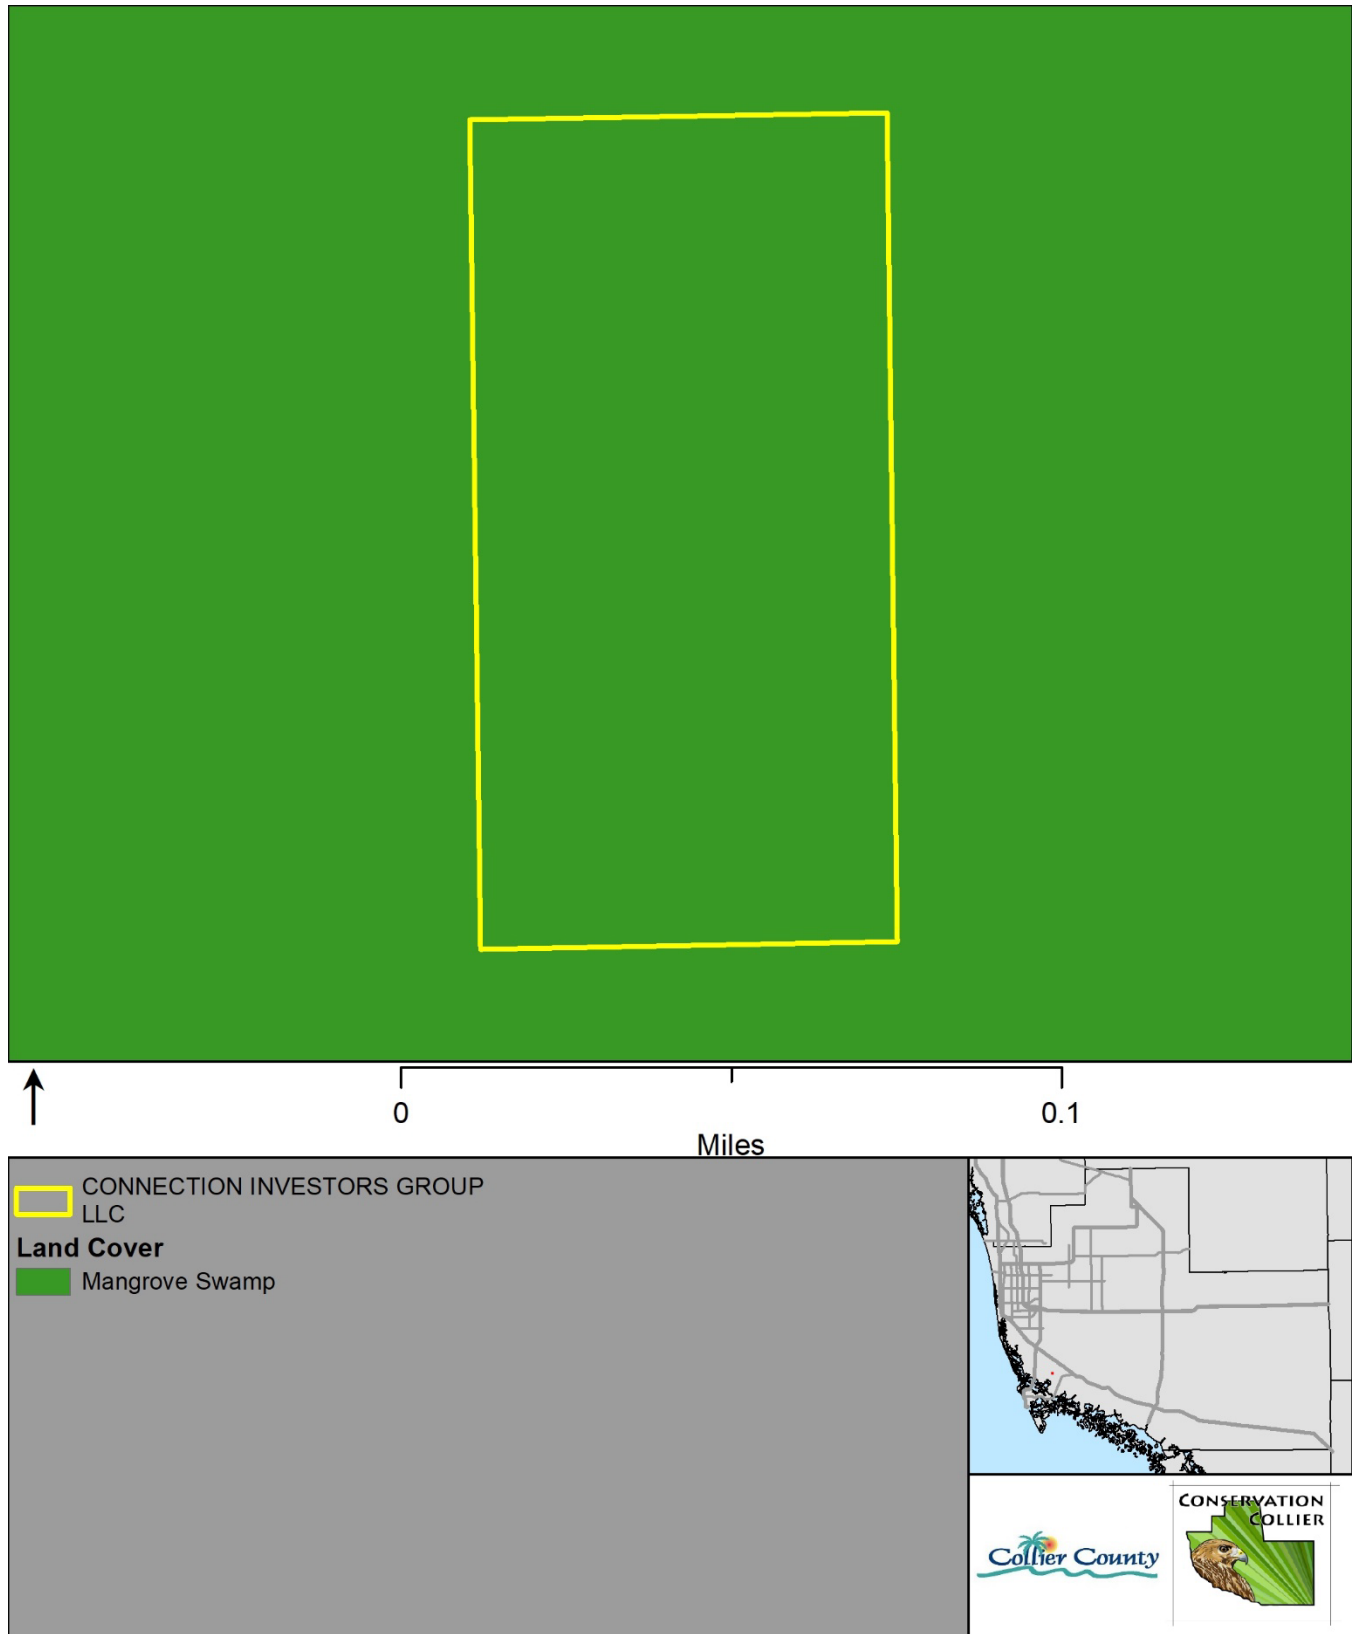 0
0.1
Miles
CONNECTION INVESTORS GROUP
LLC
Land Cover
Mangrove Swamp
Collier County
CONSERVATION
COLLIER